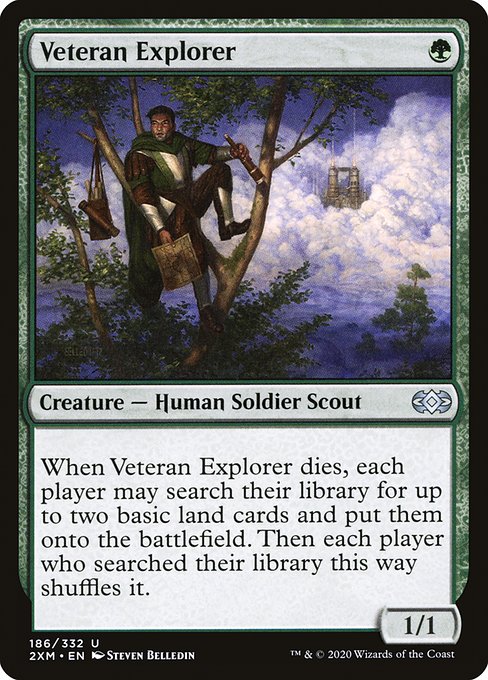 Veteran Explorer
BELLEDIN
Creature — Human Soldier Scout
When Veteran Explorer dies, each
player may search their library for up
to two basic land cards and put them
onto the battlefield. Then each player
who searched their library this way
shuffles it.
1/1
186/332 U
2XM • EN STEVEN BELLEDIN
™ & © 2020 Wizards of the Coast